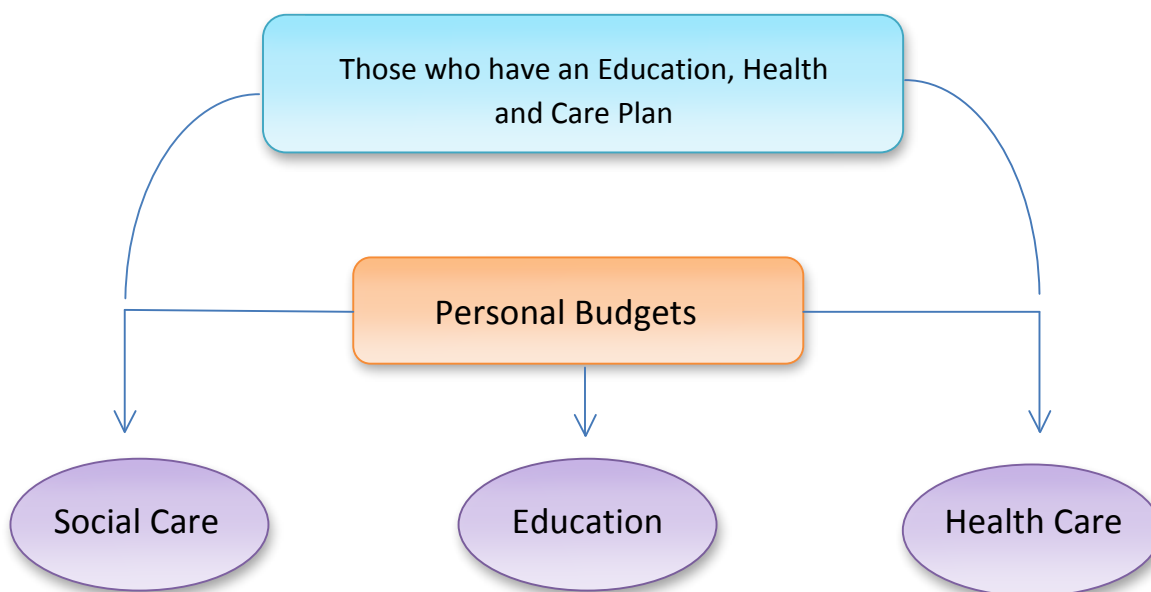 Those who have an Education, Health
and Care Plan
Personal Budgets
Social Care
Education
Health Care